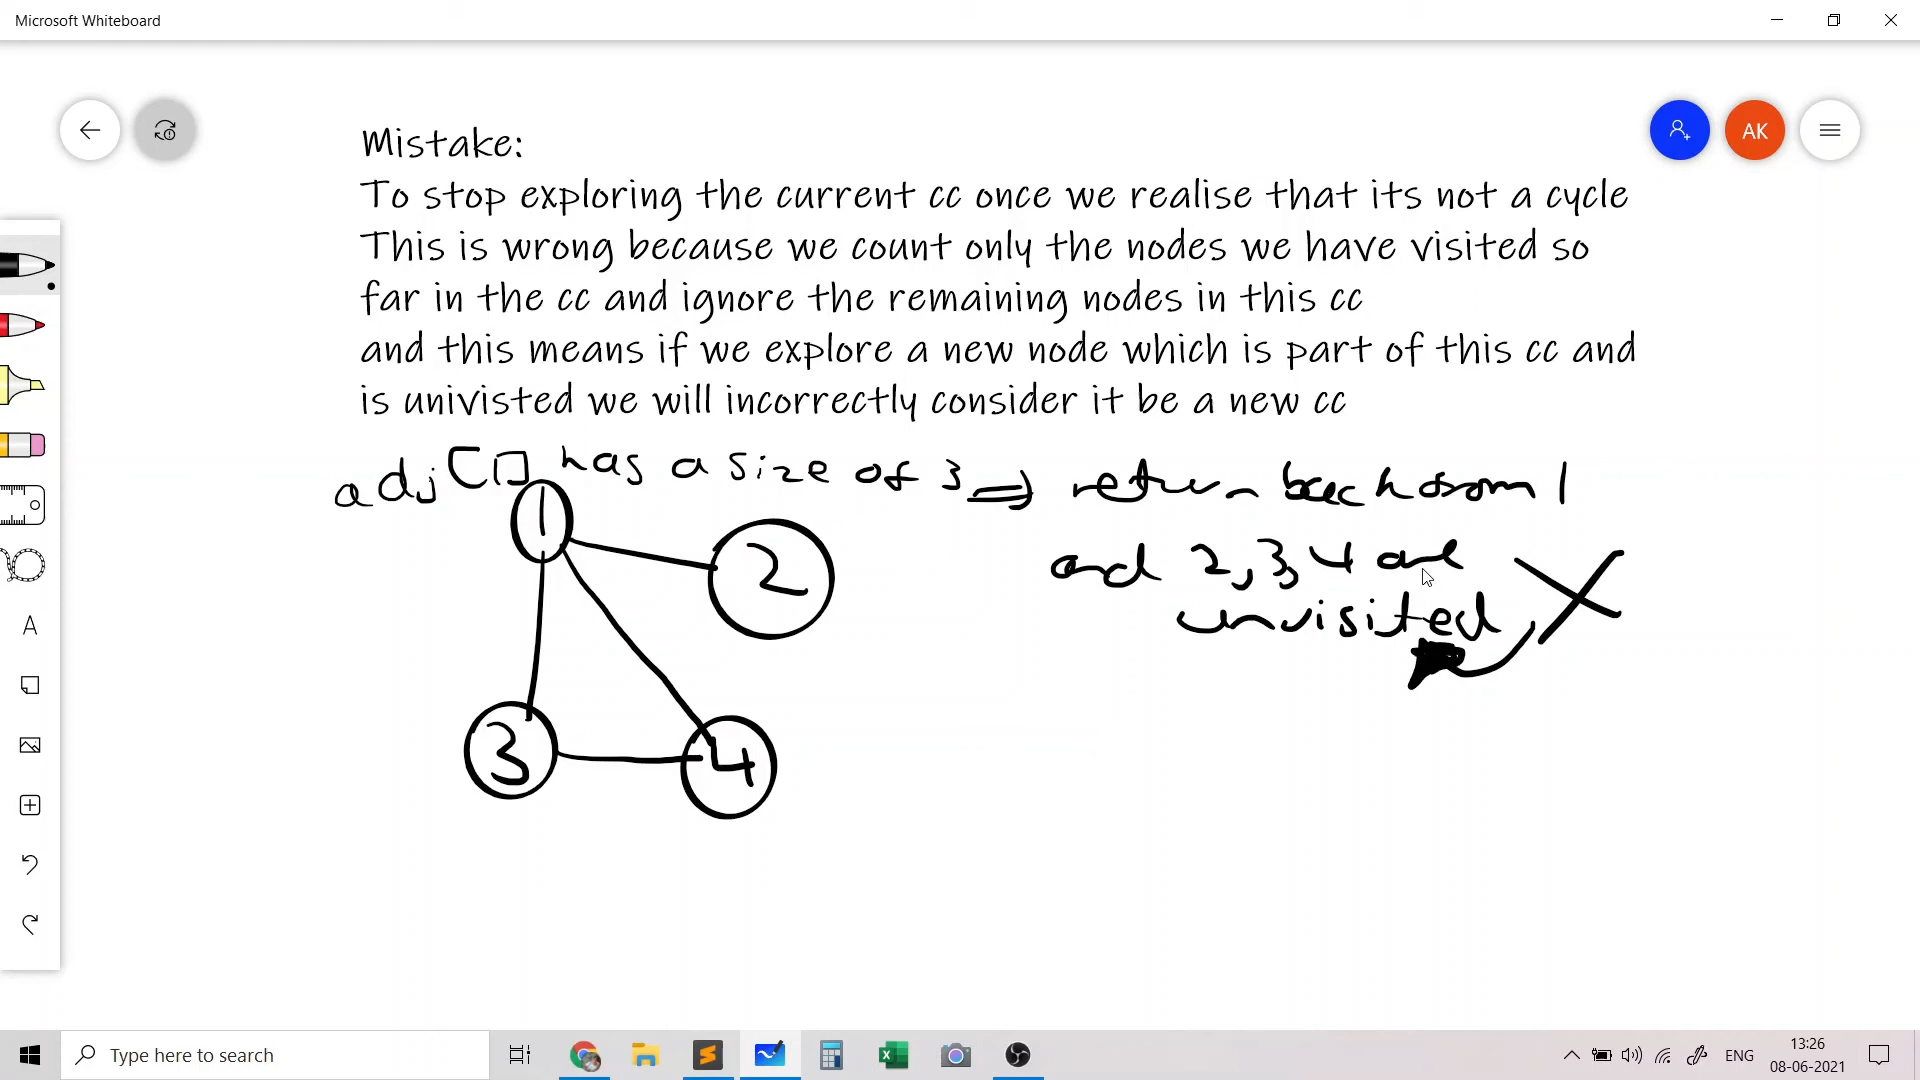 Microsoft Whiteboard
AK
Mistake:
To stop exploring the current cc once we realise that its not a cycle
This is wrong because we count only the nodes we have visited so
far in the cc and ignore the remaining nodes in this cc
and this means if we explore a new node which is part of this cc and
is univisted we will incorrectly consider it be a new cc
adj[1] has a size of 3 ⇒ return back from 1
and 2,3,4 are
unvisited
1
2
3
4
A
Type here to search
ENG
13:26
08-06-2021